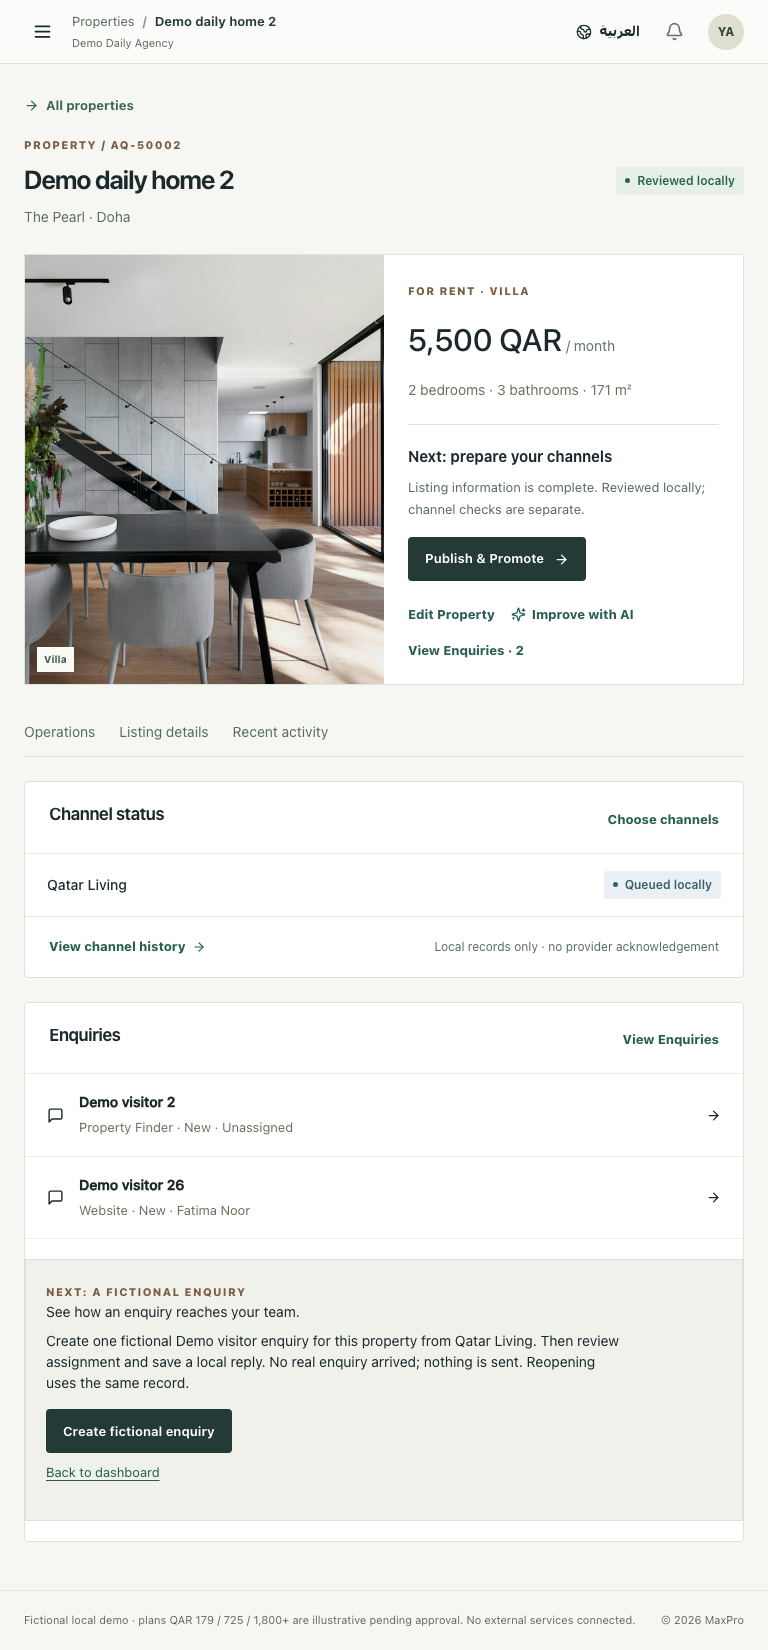 Properties / Demo daily home 2
Demo Daily Agency
العربية
YA
All properties
PROPERTY / AQ-50002
Demo daily home 2
Reviewed locally
The Pearl · Doha
Villa
FOR RENT · VILLA
5,500 QAR / month
2 bedrooms · 3 bathrooms · 171 m²
Next: prepare your channels
Listing information is complete. Reviewed locally;
channel checks are separate.
Publish & Promote
Edit Property
Improve with AI
View Enquiries · 2
Operations
Listing details
Recent activity
Channel status
Choose channels
Qatar Living
Queued locally
View channel history
Local records only · no provider acknowledgement
Enquiries
View Enquiries
Demo visitor 2
Property Finder · New · Unassigned
Demo visitor 26
Website · New · Fatima Noor
NEXT: A FICTIONAL ENQUIRY
See how an enquiry reaches your team.
Create one fictional Demo visitor enquiry for this property from Qatar Living. Then review
assignment and save a local reply. No real enquiry arrived; nothing is sent. Reopening
uses the same record.
Create fictional enquiry
Back to dashboard
Fictional local demo · plans QAR 179 / 725 / 1,800+ are illustrative pending approval. No external services connected.
© 2026 MaxPro